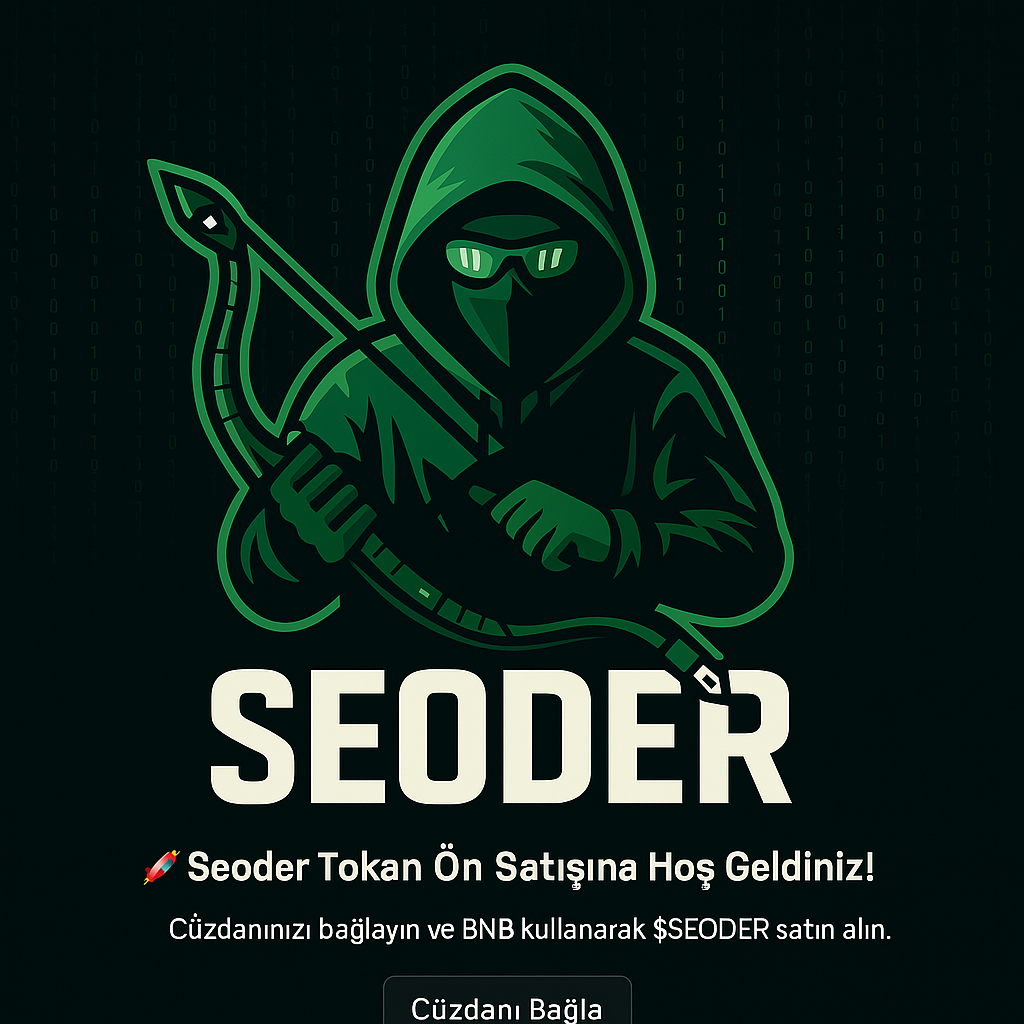 SEODER
🚀 Seoder Tokan Ön Satışına Hoş Geldiniz!
Cüzdanınızı bağlayın ve BNB kullanarak $SEODER satın alın.
Cüzdanı Bağla